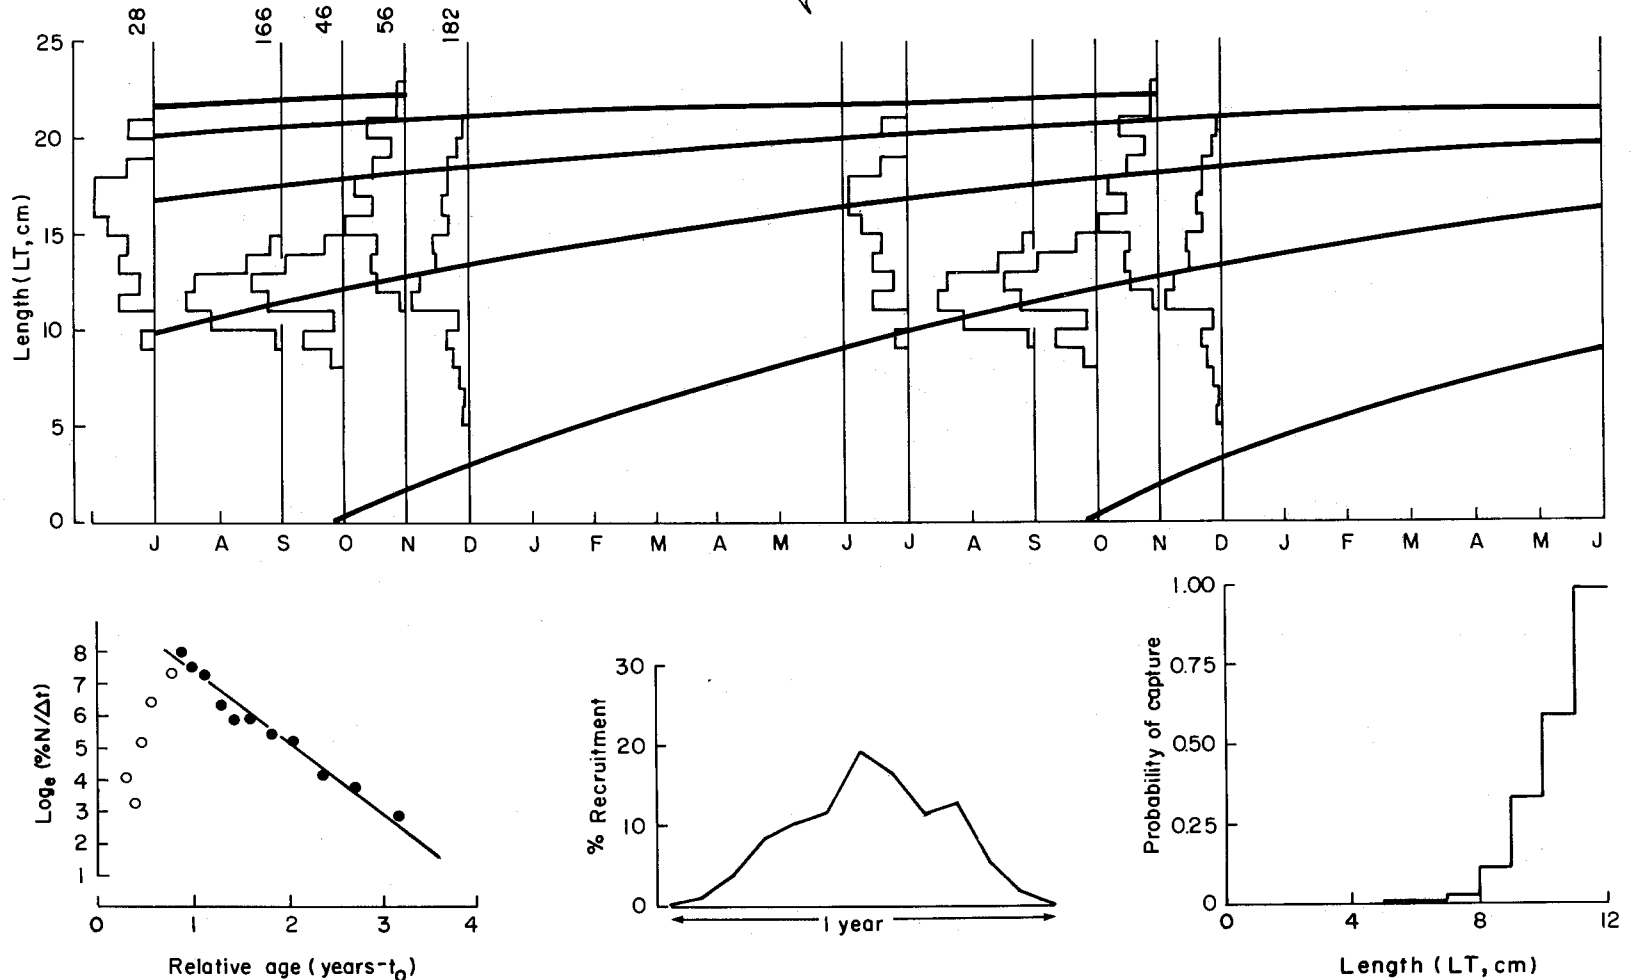 28 166 46 56 182
25
20
15
10
5
0
Length (LT, cm)
J A S O N D J F M A M J J A S O N D J F M A M J
8
7
6
5
4
3
2
1
Logₑ (%N/Δt)
0 1 2 3 4
Relative age (years-t₀)
30
20
10
0
% Recruitment
1 year
1.00
0.75
0.50
0.25
0
Probability of capture
0 4 8 12
Length (LT, cm)